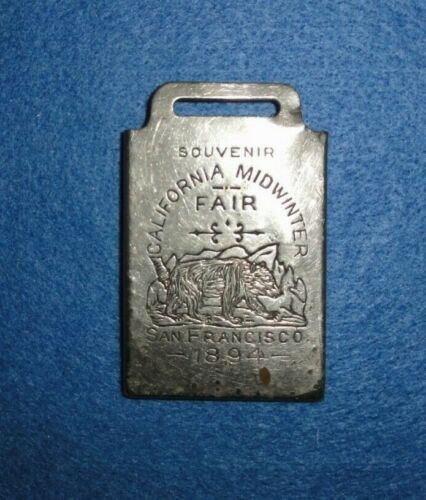 SOUVENIR
CALIFORNIA MIDWINTER
FAIR
SAN FRANCISCO
-1894-